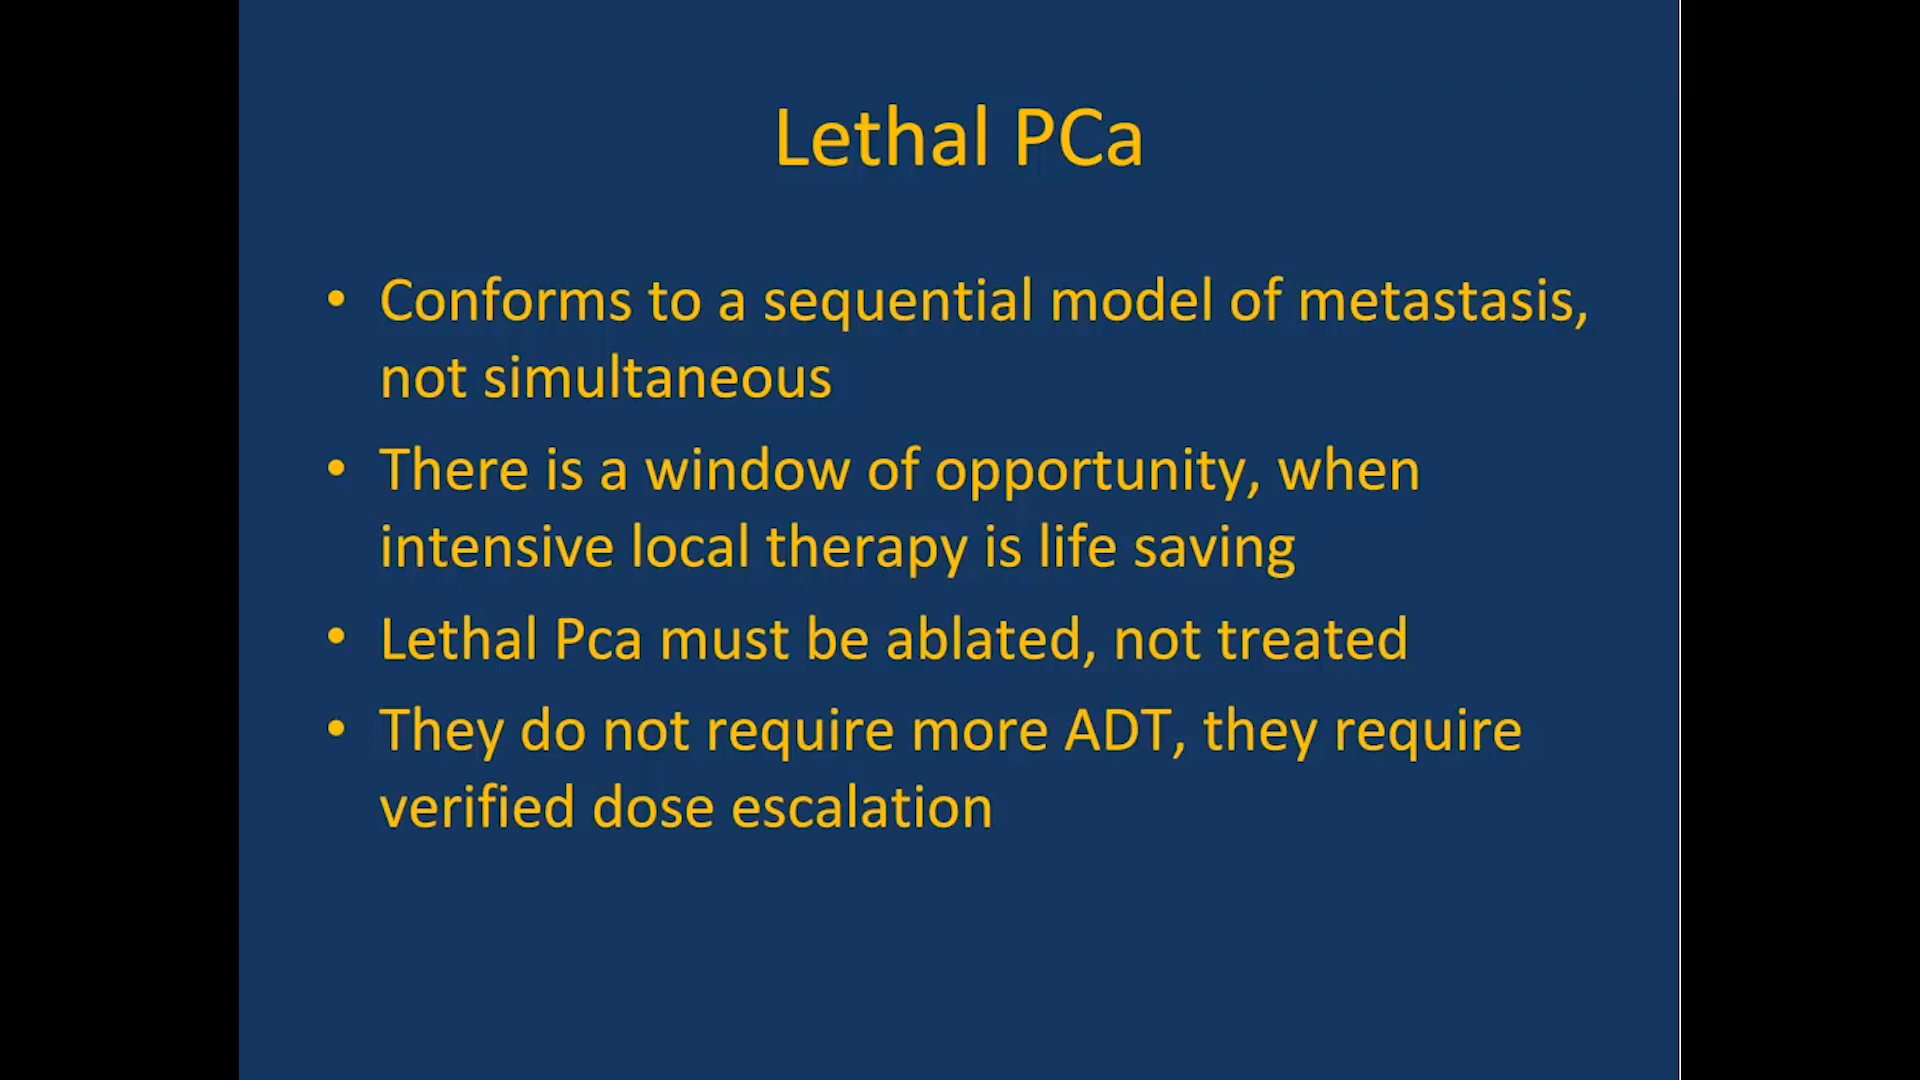 Lethal PCa
• Conforms to a sequential model of metastasis,
not simultaneous
• There is a window of opportunity, when
intensive local therapy is life saving
• Lethal Pca must be ablated, not treated
• They do not require more ADT, they require
verified dose escalation